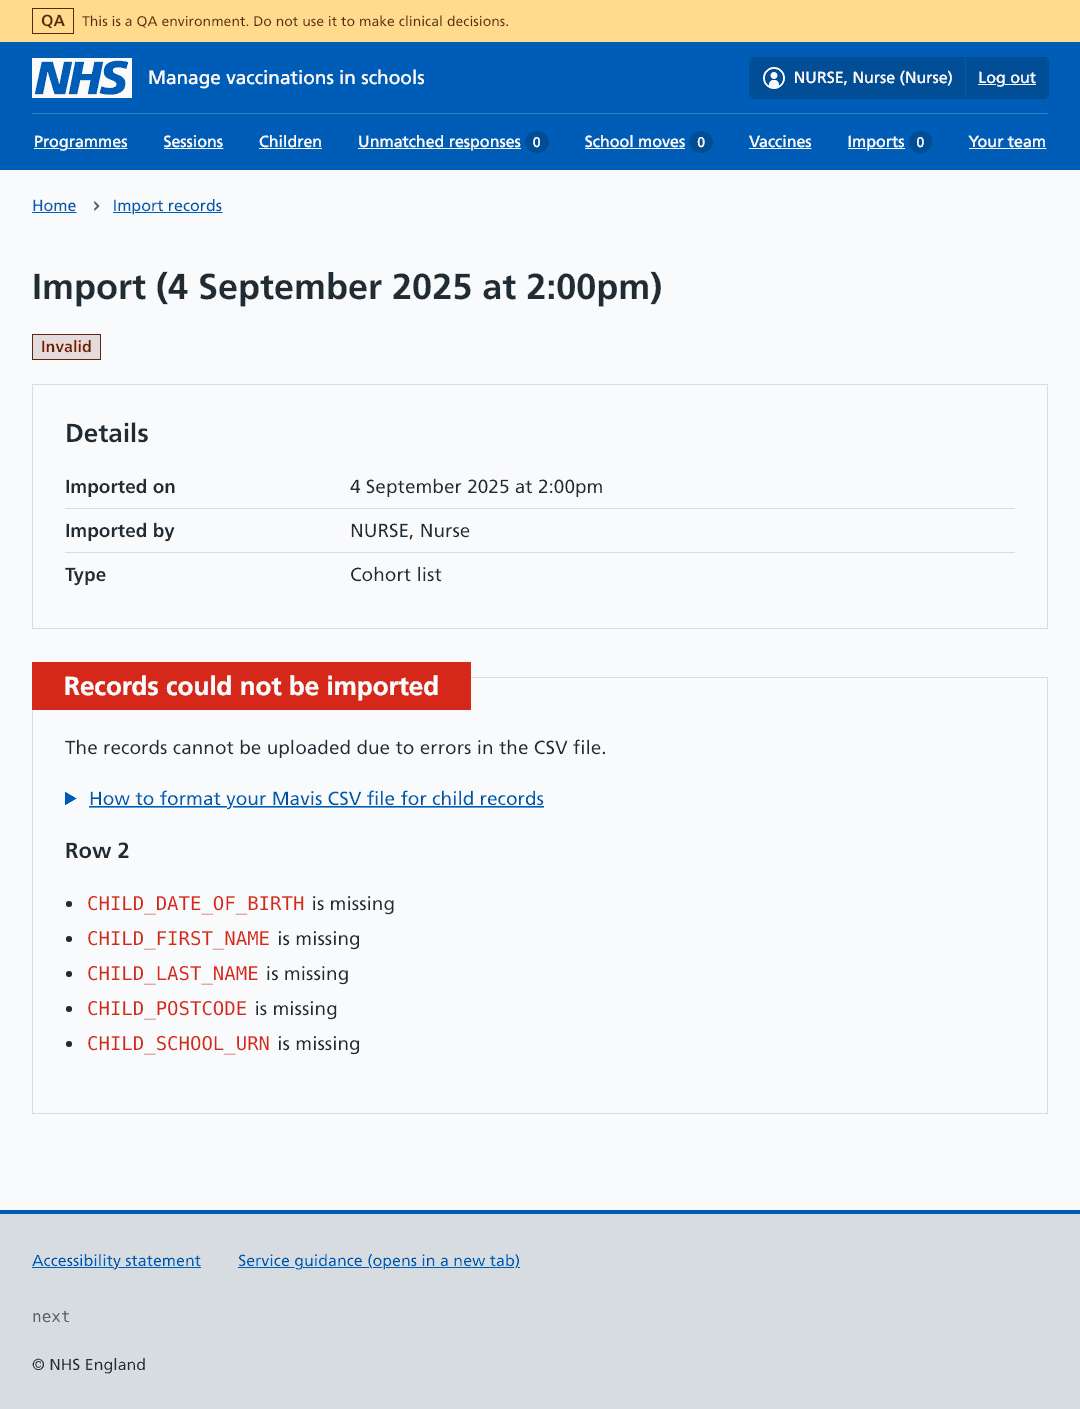 QA This is a QA environment. Do not use it to make clinical decisions.
NHS Manage vaccinations in schools NURSE, Nurse (Nurse) Log out
Programmes Sessions Children Unmatched responses 0 School moves 0 Vaccines Imports 0 Your team
Home Import records
Import (4 September 2025 at 2:00pm)
Invalid
Details
Imported on 4 September 2025 at 2:00pm
Imported by NURSE, Nurse
Type Cohort list
Records could not be imported
The records cannot be uploaded due to errors in the CSV file.
How to format your Mavis CSV file for child records
Row 2
CHILD_DATE_OF_BIRTH is missing
CHILD_FIRST_NAME is missing
CHILD_LAST_NAME is missing
CHILD_POSTCODE is missing
CHILD_SCHOOL_URN is missing
Accessibility statement Service guidance (opens in a new tab)
next
© NHS England